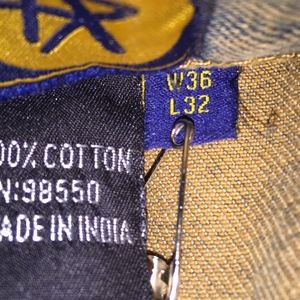 W36
L32
00% COTTON
N:98550
ADE IN INDIA